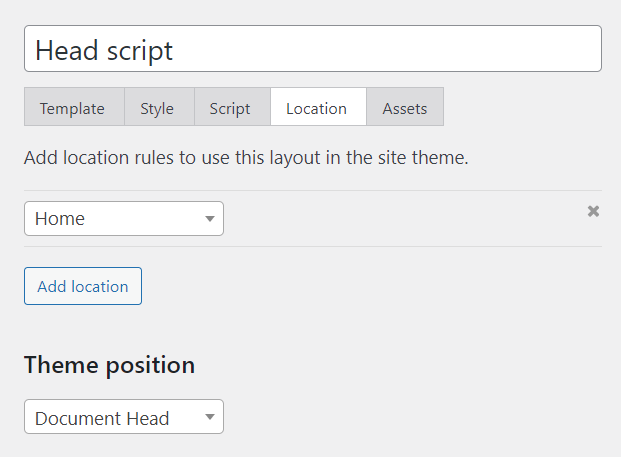 Head script
Template Style Script Location Assets
Add location rules to use this layout in the site theme.
Home
Add location
Theme position
Document Head